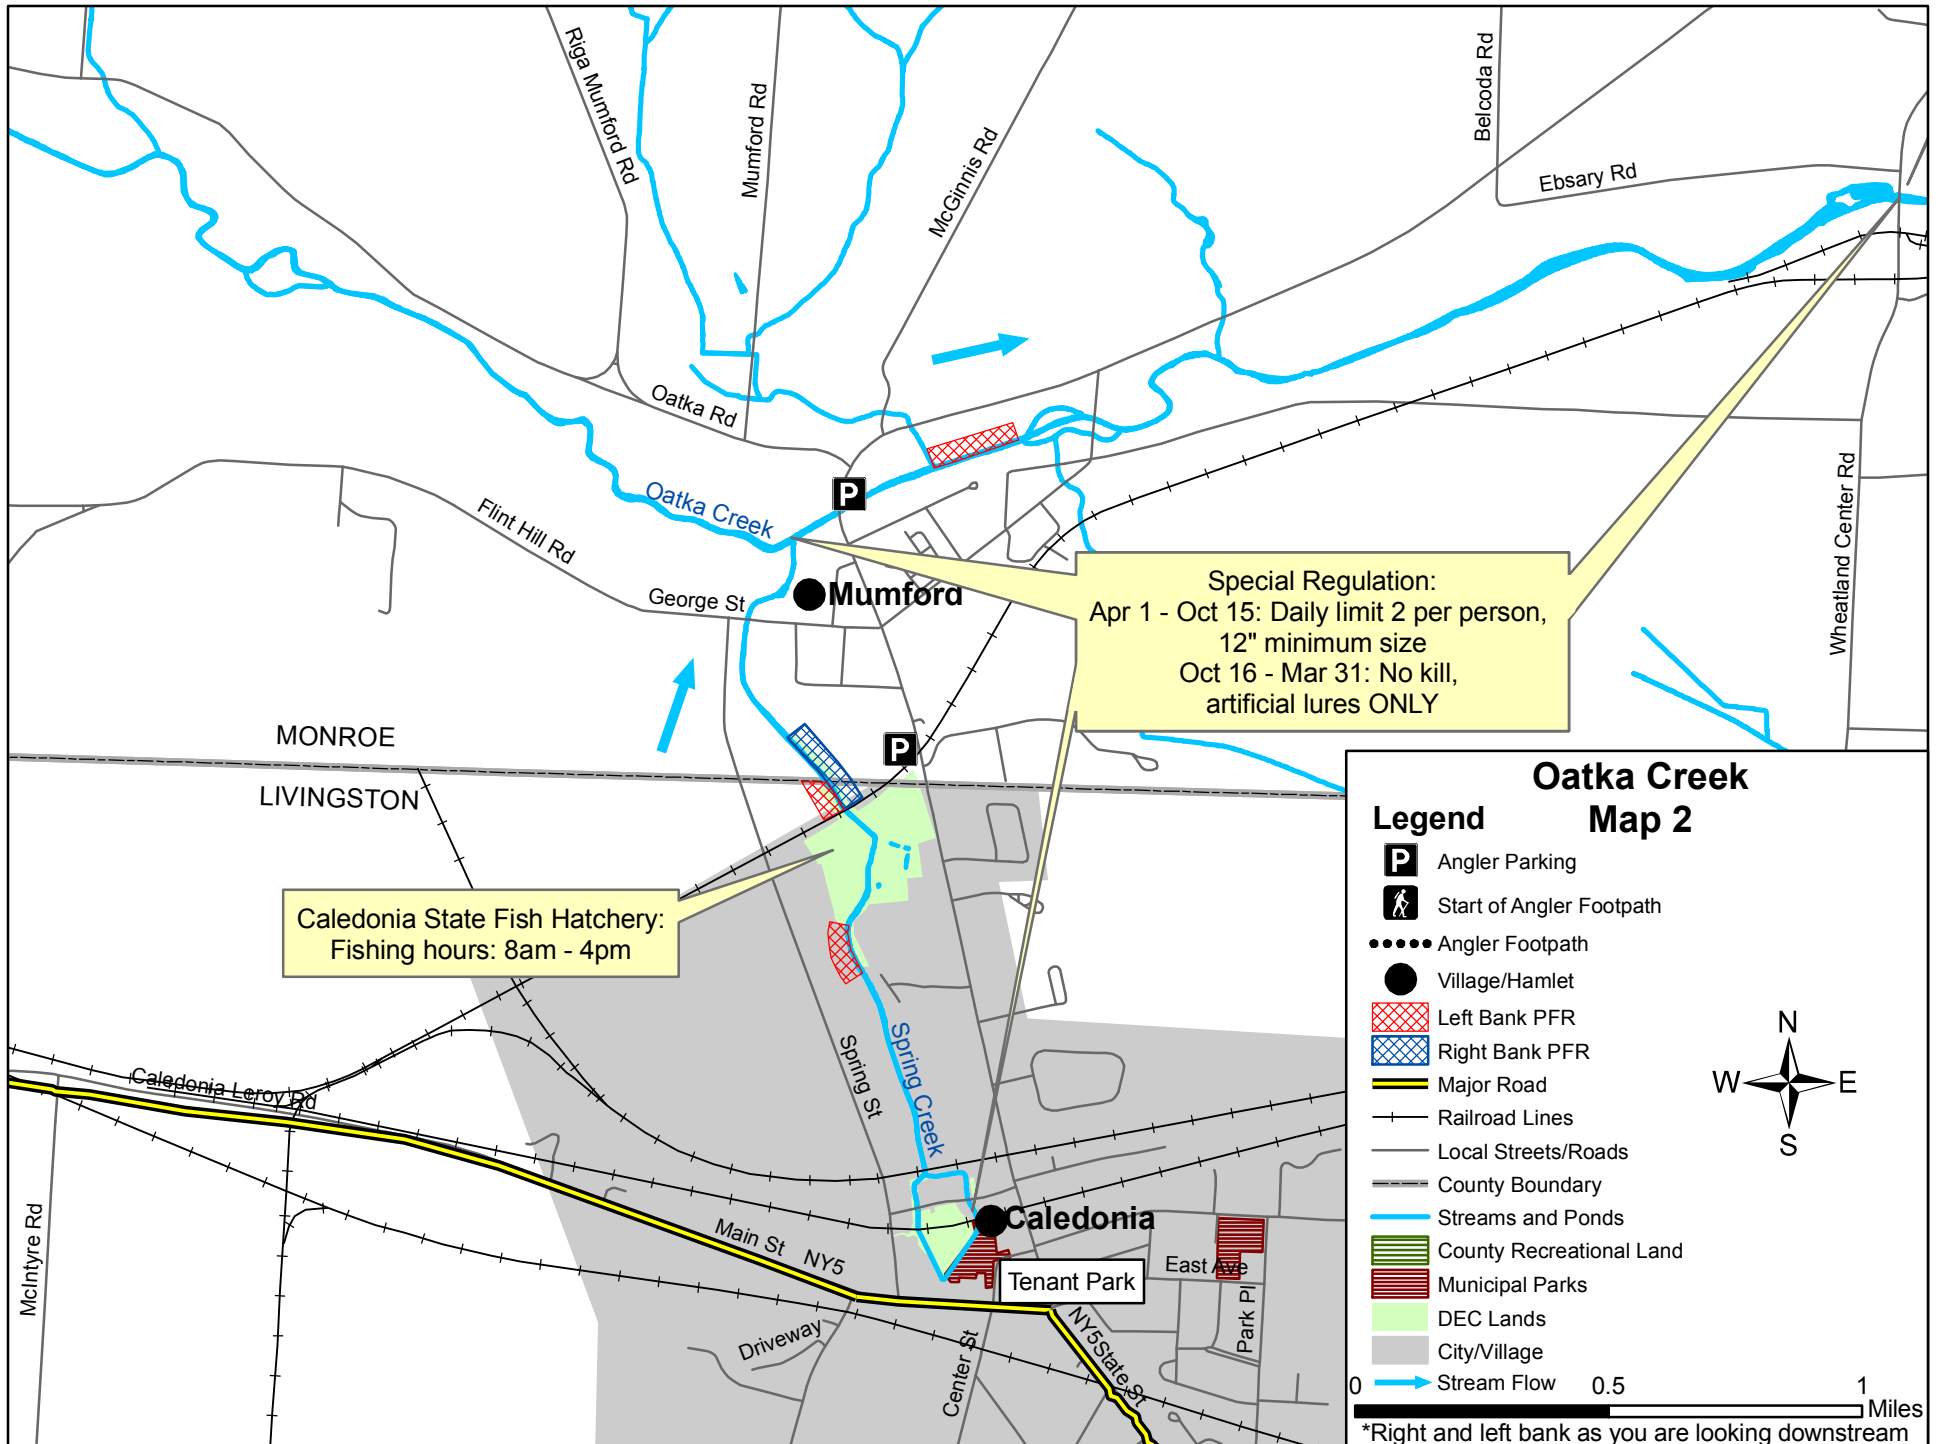 Riga Mumford Rd
Mumford Rd
McGinnis Rd
Belcoda Rd
Ebsary Rd
Oatka Rd
Oatka Creek
Flint Hill Rd
George St
Mumford
P
P
Wheatland Center Rd
Special Regulation:
Apr 1 - Oct 15: Daily limit 2 per person,
12" minimum size
Oct 16 - Mar 31: No kill,
artificial lures ONLY
MONROE
LIVINGSTON
Caledonia State Fish Hatchery:
Fishing hours: 8am - 4pm
Spring St
Spring Creek
Caledonia Leroy Rd
McIntyre Rd
Main St NY5
Caledonia
Tenant Park
East Ave
Park Pl
Driveway
Center St
NY5State St
Oatka Creek
Map 2
Legend
P Angler Parking
Start of Angler Footpath
Angler Footpath
Village/Hamlet
Left Bank PFR
Right Bank PFR
Major Road
Railroad Lines
Local Streets/Roads
County Boundary
Streams and Ponds
County Recreational Land
Municipal Parks
DEC Lands
City/Village
Stream Flow
N
W E
S
0 0.5 1
Miles
*Right and left bank as you are looking downstream